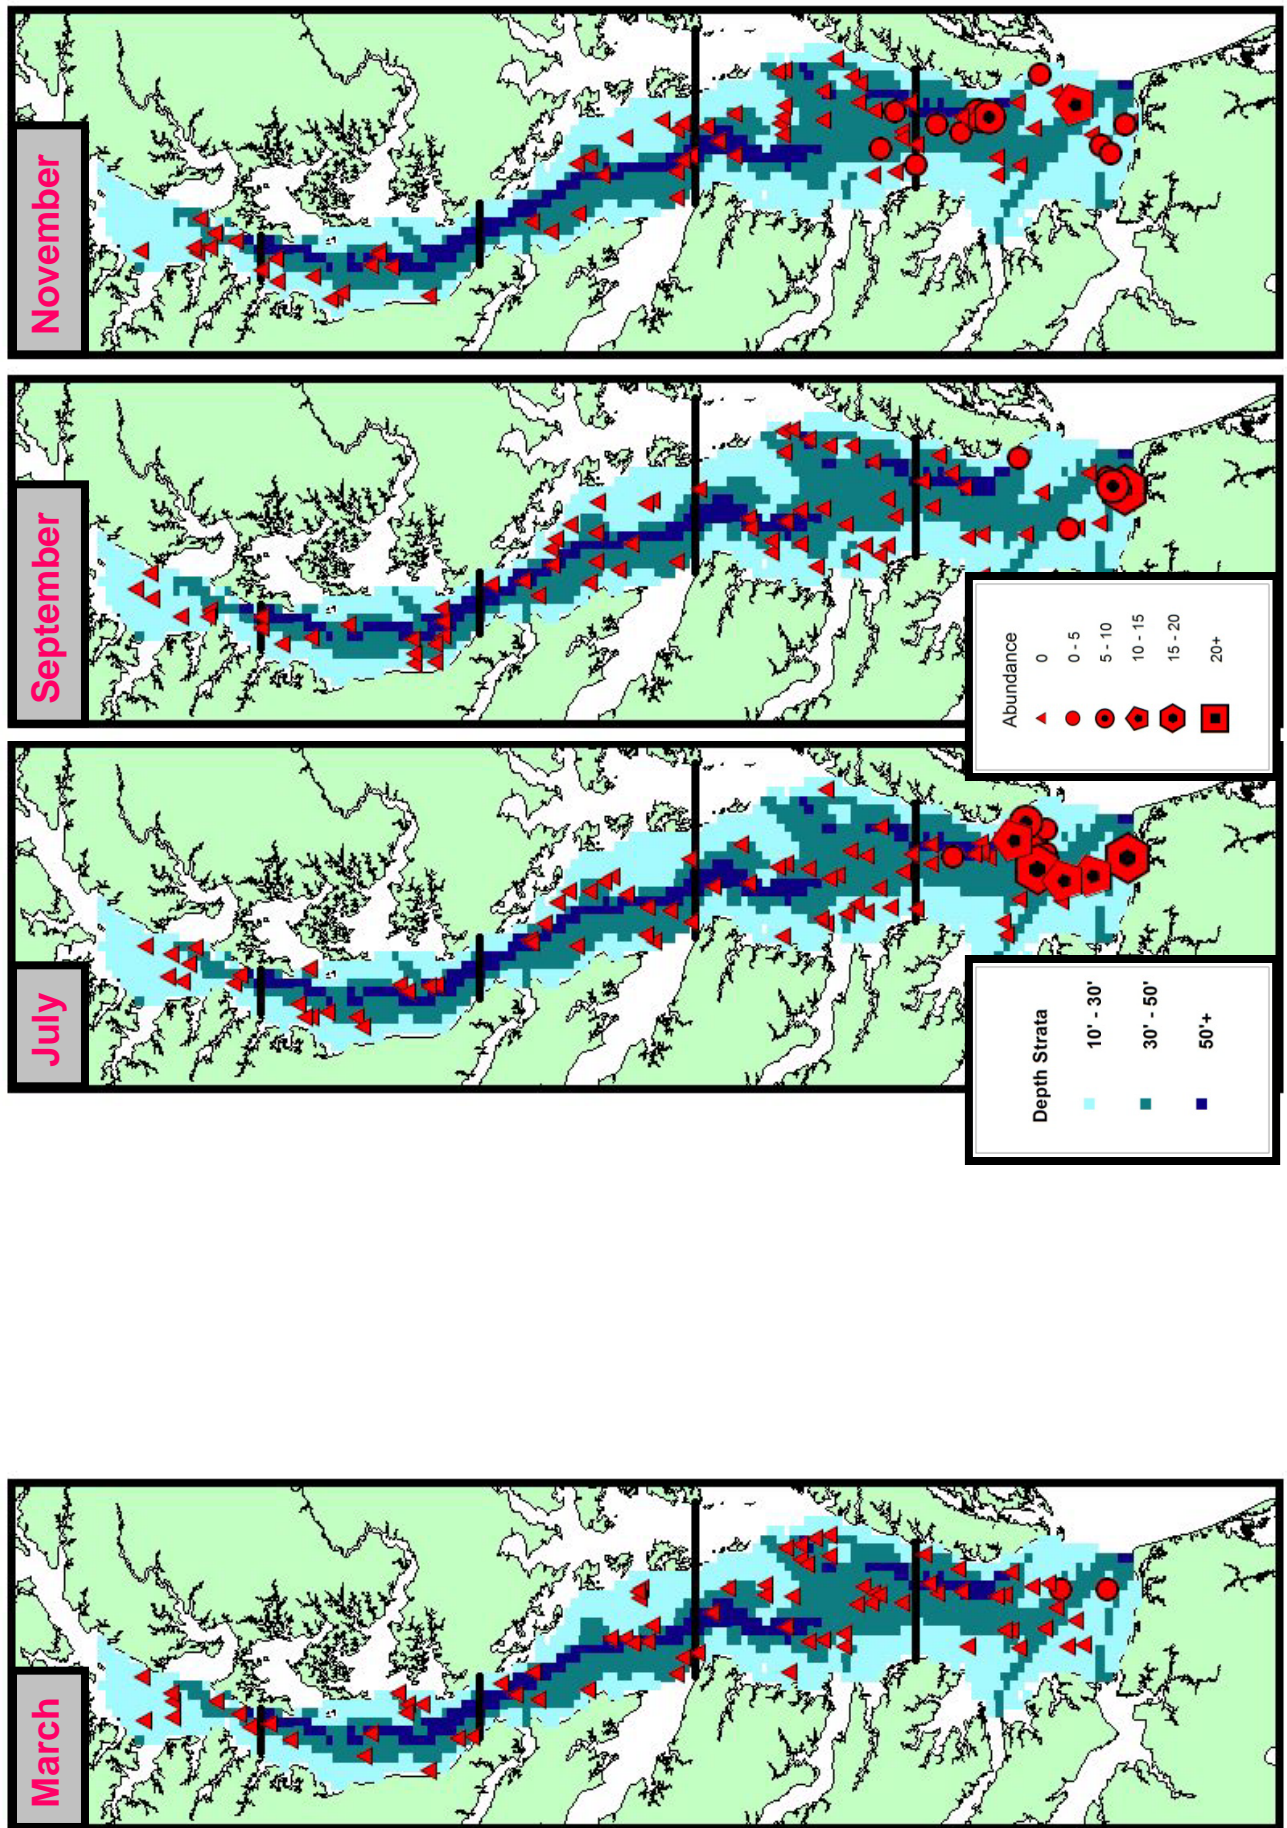 March
July
September
November
Depth Strata
10' - 30'
30' - 50'
50'+
Abundance
0
0 - 5
5 - 10
10 - 15
15 - 20
20+